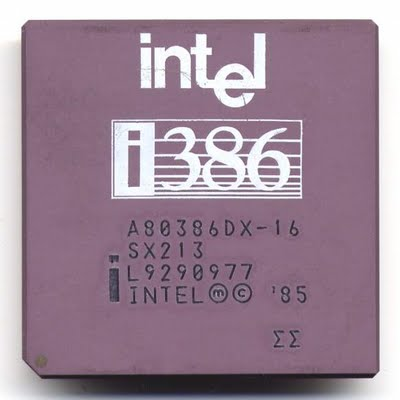 intel
i386
A80386DX-16
SX213
i L9290977
INTEL Ⓜ Ⓒ '85
ΣΣ